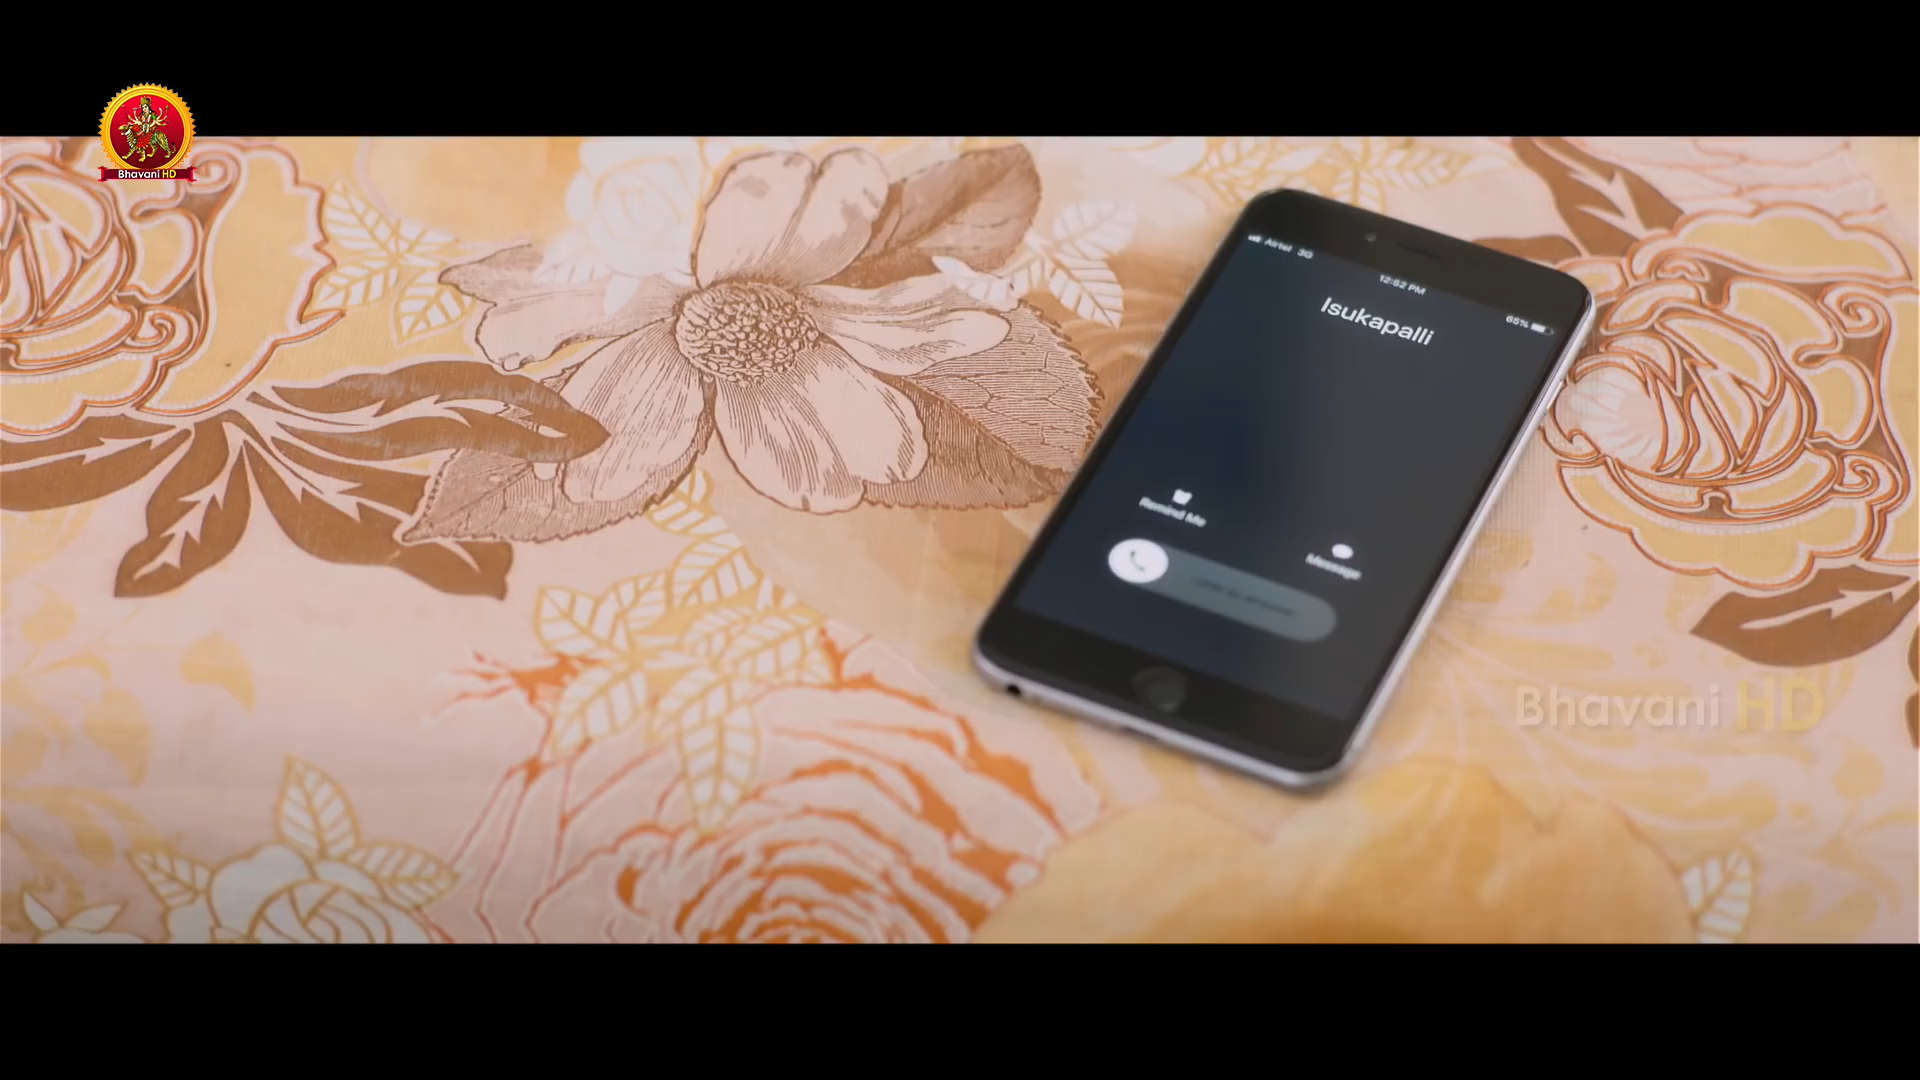 Bhavani HD
Airtel 3G
12:52 PM
65%
Isukapalli
Remind Me
Message
Bhavani HD